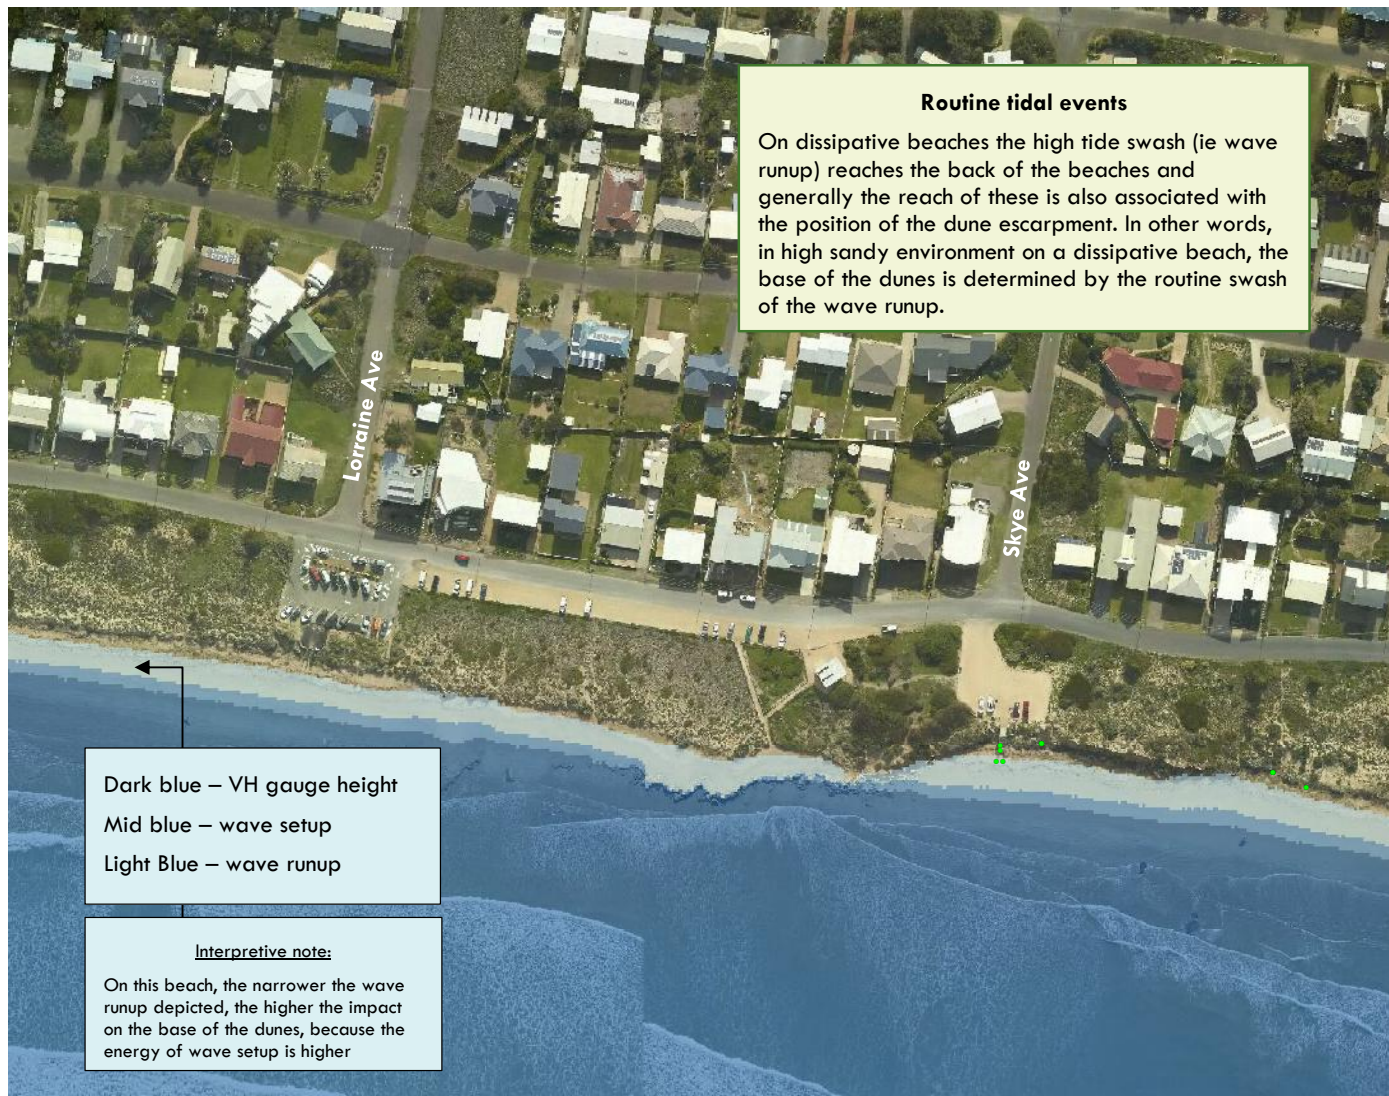 Routine tidal events
On dissipative beaches the high tide swash (ie wave
runup) reaches the back of the beaches and
generally the reach of these is also associated with
the position of the dune escarpment. In other words,
in high sandy environment on a dissipative beach, the
base of the dunes is determined by the routine swash
of the wave runup.
Lorraine Ave
Skye Ave
Dark blue – VH gauge height
Mid blue – wave setup
Light Blue – wave runup
Interpretive note:
On this beach, the narrower the wave
runup depicted, the higher the impact
on the base of the dunes, because the
energy of wave setup is higher